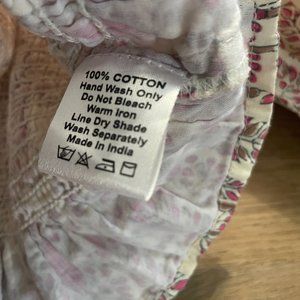 100% COTTON
Hand Wash Only
Do Not Bleach
Warm Iron
Line Dry Shade
Wash Separately
Made in India